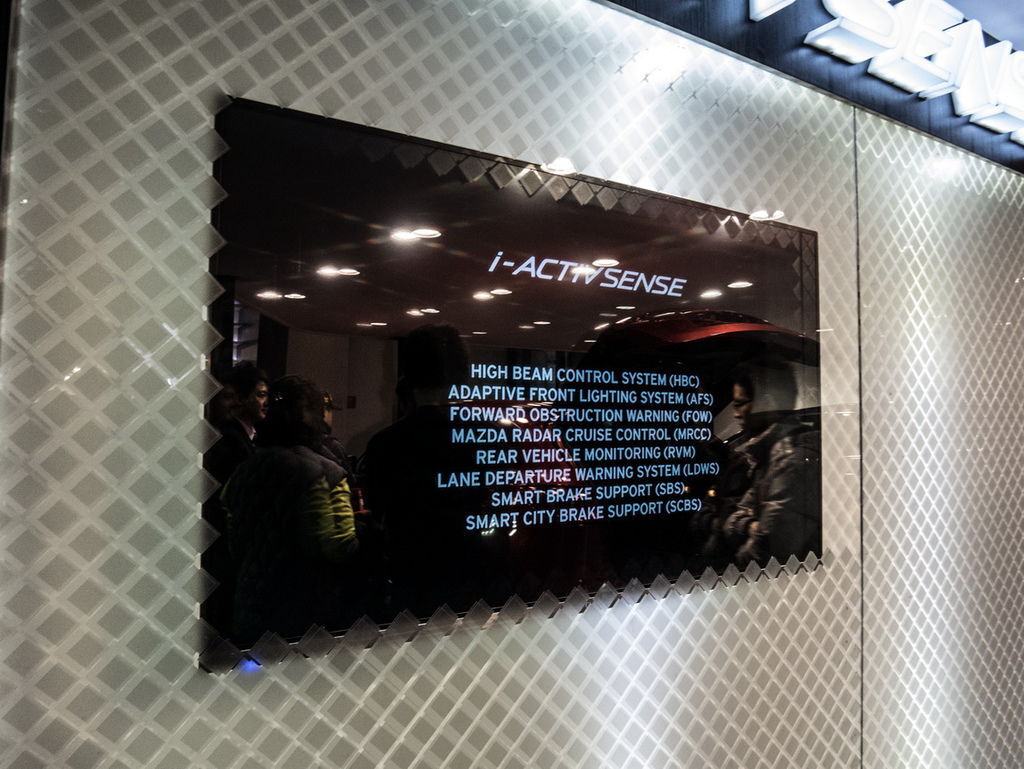 SENS
i-ACTIVSENSE
HIGH BEAM CONTROL SYSTEM (HBC)
ADAPTIVE FRONT LIGHTING SYSTEM (AFS)
FORWARD OBSTRUCTION WARNING (FOW)
MAZDA RADAR CRUISE CONTROL (MRCC)
REAR VEHICLE MONITORING (RVM)
LANE DEPARTURE WARNING SYSTEM (LDWS)
SMART BRAKE SUPPORT (SBS)
SMART CITY BRAKE SUPPORT (SCBS)